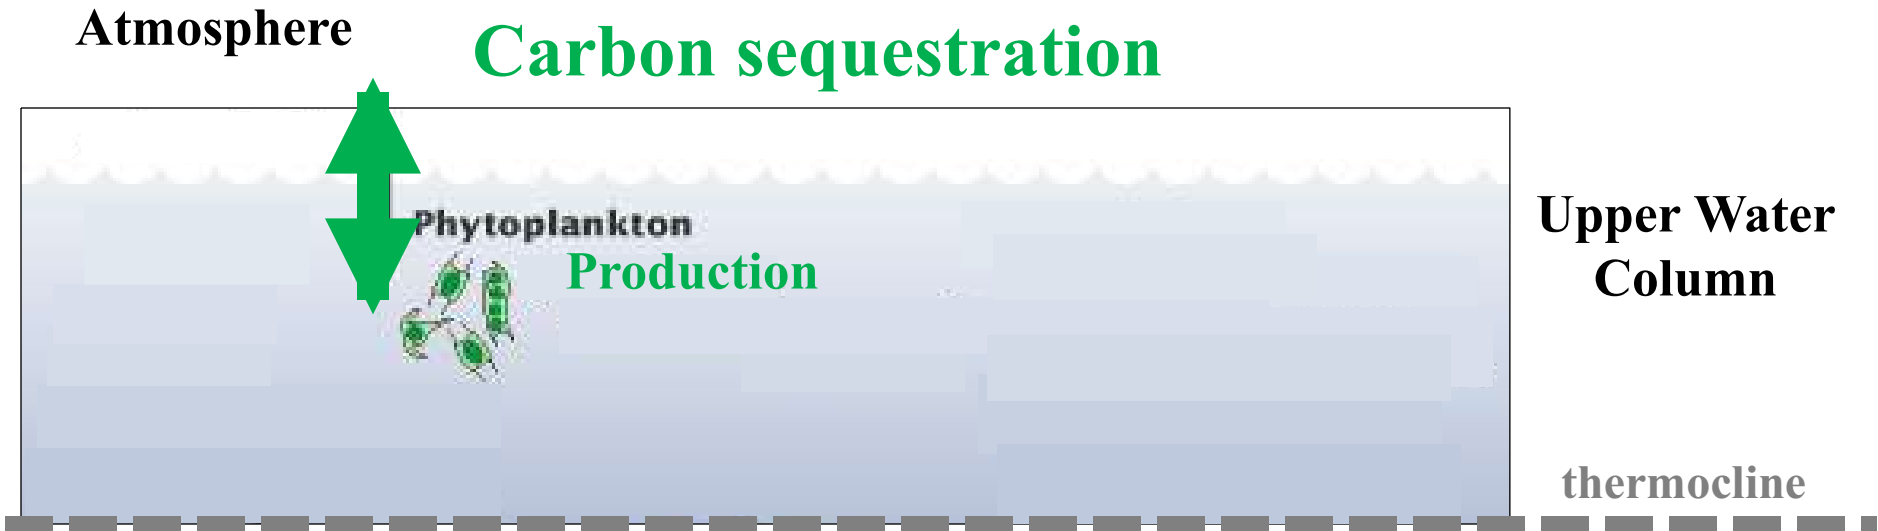 Atmosphere
Carbon sequestration
Phytoplankton
Production
Upper Water
Column
thermocline